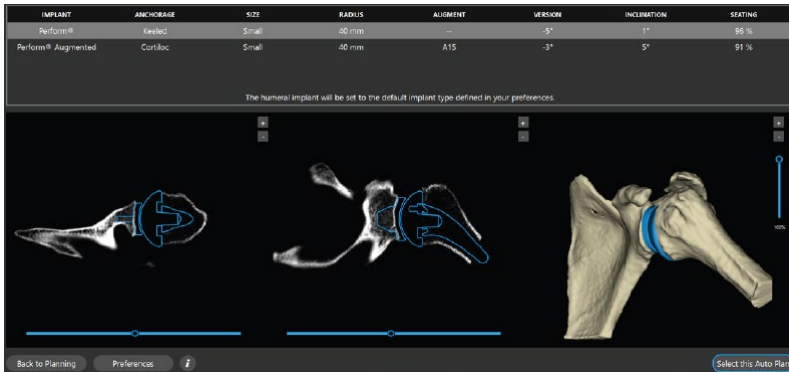 IMPLANT ANCHORAGE SIZE RADIUS AUGMENT VERSION INCLINATION SEATING
Perform® Keeled Small 40 mm -- -5° 1° 96 %
Perform® Augmented Cortiloc Small 40 mm A15 -3° 5° 91 %
The humeral implant will be set to the default implant type defined in your preferences.
+ + +
- - -
100%
Back to Planning Preferences i Select this Auto Plan